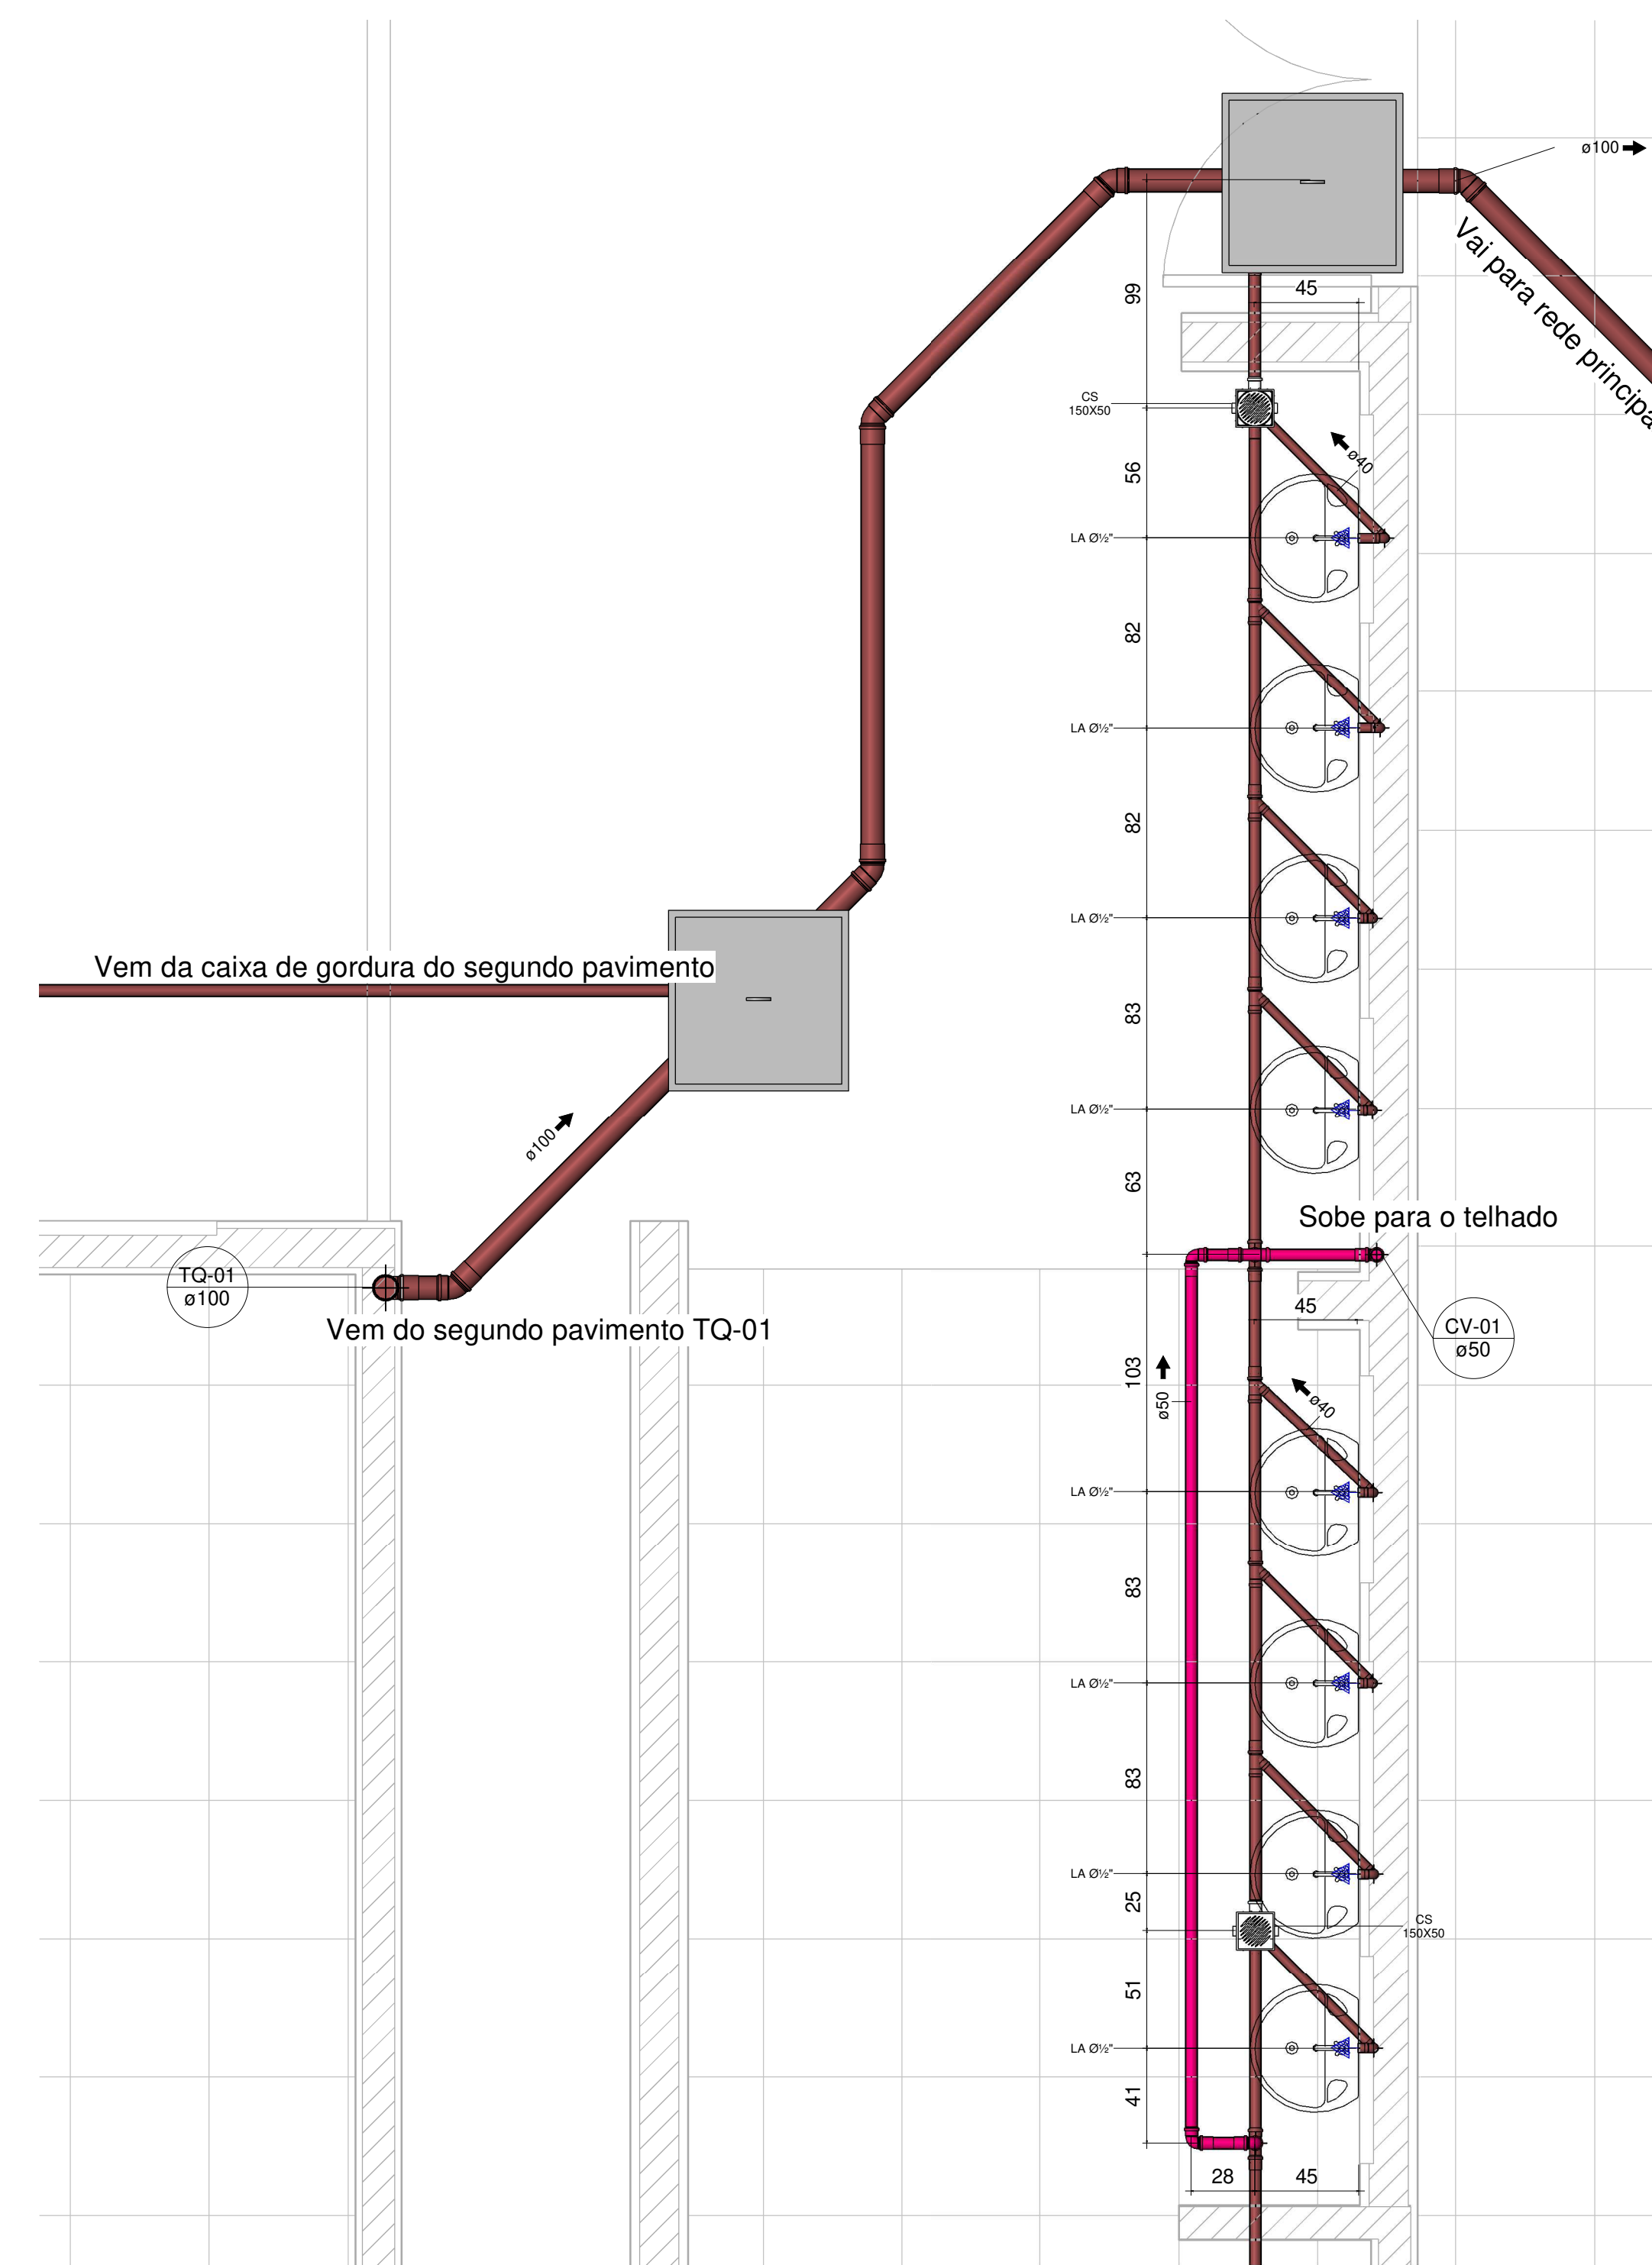 ø100
Vai para rede principa
99
45
CS
150X50
56
ø40
LA Ø½"
82
LA Ø½"
82
LA Ø½"
Vem da caixa de gordura do segundo pavimento
83
LA Ø½"
ø100
63
Sobe para o telhado
TQ-01
ø100
Vem do segundo pavimento TQ-01
45
CV-01
ø50
103
ø50
ø40
LA Ø½"
83
LA Ø½"
83
LA Ø½"
25
CS
150X50
51
LA Ø½"
41
28
45